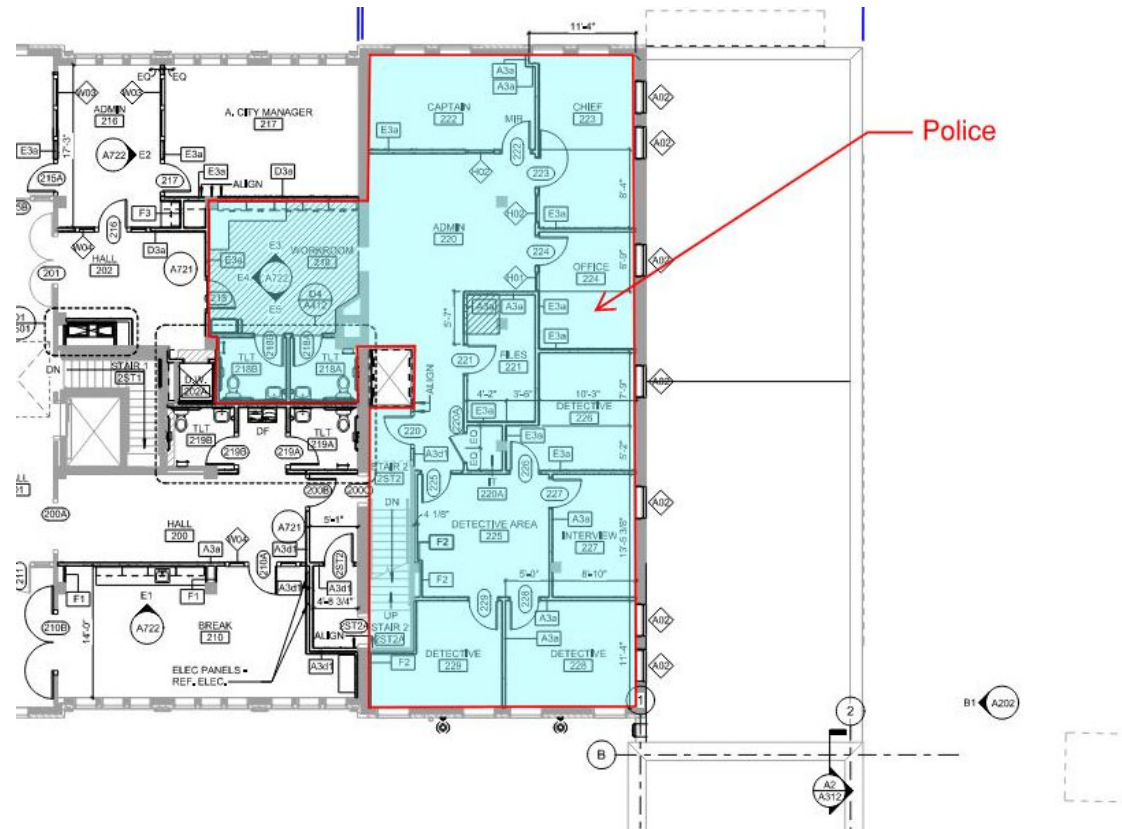 11'-4"
A3a
A3a
CAPTAIN
222
CHIEF
223
A02
Police
EQ
EQ
W03
W03
ADMIN
216
A. CITY MANAGER
217
MIR
E3a
222
A02
17'-3"
E3a
A722
E2
E3a
215A
217
E3a
ALIGN
D3a
H02
223
8'-4"
F3
H02
E3a
216
ADMIN
220
W04
D3a
HALL
202
E3
WORKROOM
E3a
E4
A722
E5
A721
201
224
OFFICE
224
6'-9"
A02
H01
D4
A412
A3a
A3a
E3a
5'-7"
E3a
DN
STAIR 1
2ST1
218B
218A
TLT
218B
TLT
218A
D.W.
202A
ALIGN
221
FILES
221
4'-2"
3'-6"
10'-3"
7'-9"
A02
E3a
DETECTIVE
226
TLT
219B
DF
TLT
219A
219B
219A
220
220A
EQ
EQ
E3a
5'-2"
A3d1
STAIR 2
2ST2
225
IT
220A
226
E3a
227
200A
200B
DN
4 1/8"
DETECTIVE AREA
225
A3a
INTERVIEW
227
A02
HALL
200
A3a
W04
A721
5'-1"
A3d1
2ST2
F2
F2
13'-5 3/8"
5'-0"
8'-10"
211
F1
E1
F1
210A
A3d1
A3d1
4'-8 3/4"
229
228
210B
A722
14'-0"
BREAK
210
ALIGN
2ST2A
UP
STAIR 2
2ST2A
A3a
A3a
A02
F2
DETECTIVE
229
DETECTIVE
228
11'-4"
A02
ELEC PANELS -
REF. ELEC.
A3d1
1
2
B1
A202
B
A2
A312